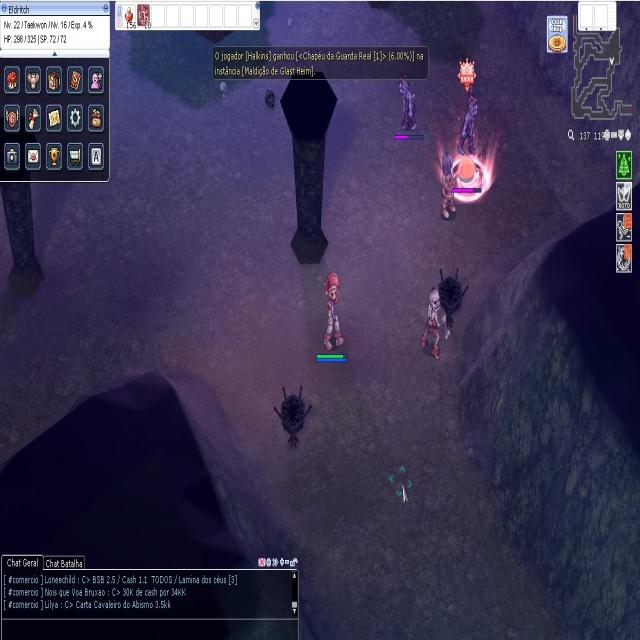 Eldritch
Nv. 22 / Taekwon / Nv. 16 / Exp. 4 %
HP. 298 / 325 | SP. 72 / 72
O jogador [Halkins] ganhou [<Chapéu da Guarda Real [1]> (6.00%)] na
instância [Maldição de Glast Heim].
Chat Geral
Chat Batalha
[ #comercio ] Loneechild : C> BSB 2.5 / Cash 1.1 TODOS / Lamina dos céus [3]
[ #comercio ] Nois que Voa Bruxao : C> 30K de cash por 34KK
[ #comercio ] Lilya : C> Carta Cavaleiro do Abismo 3.5kk